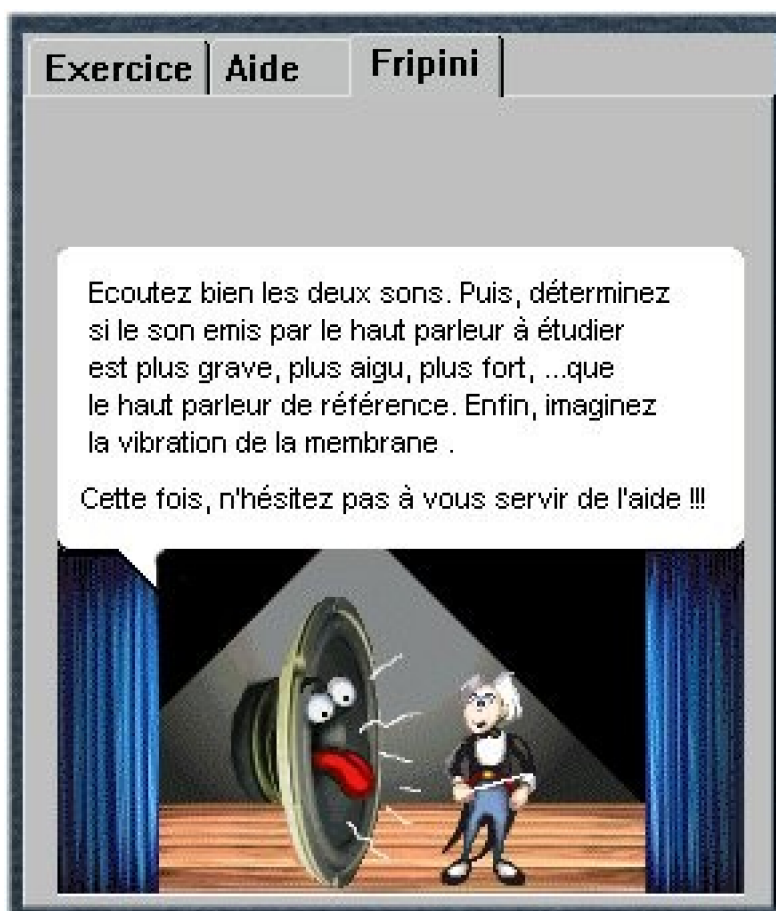 Exercice Aide Fripini
Ecoutez bien les deux sons. Puis, déterminez
si le son emis par le haut parleur à étudier
est plus grave, plus aigu, plus fort, ...que
le haut parleur de référence. Enfin, imaginez
la vibration de la membrane .
Cette fois, n'hésitez pas à vous servir de l'aide !!!